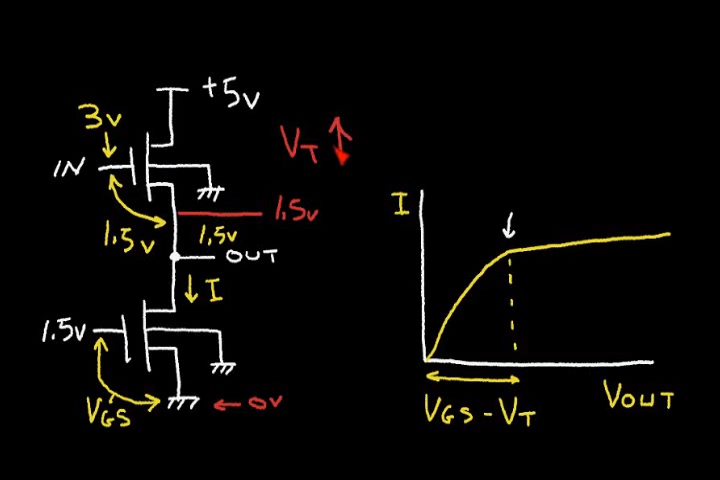 +5V
3V
VT
IN
1.5V
1.5V
1.5V
OUT
I
I
1.5V
VGS
0V
VGS-VT
VOUT